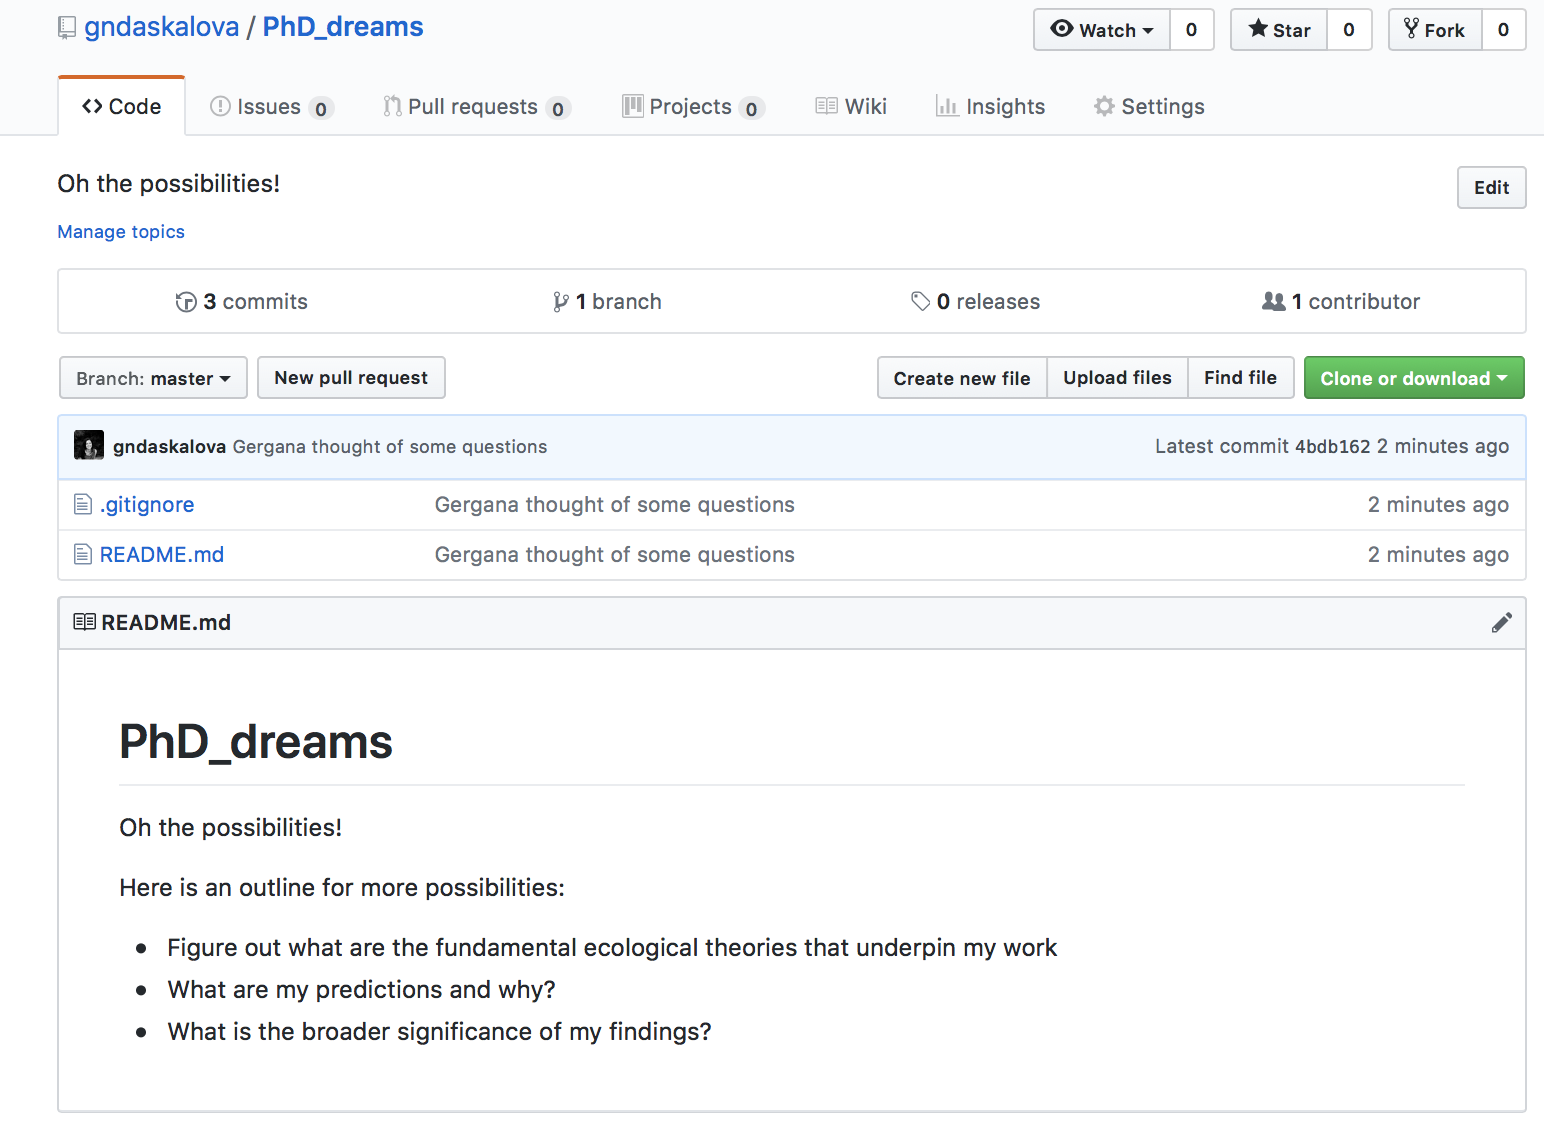 gndaskalova / PhD_dreams
Watch 0 Star 0 Fork 0
Code Issues 0 Pull requests 0 Projects 0 Wiki Insights Settings
Oh the possibilities!
Edit
Manage topics
3 commits 1 branch 0 releases 1 contributor
Branch: master New pull request Create new file Upload files Find file Clone or download
gndaskalova Gergana thought of some questions Latest commit 4bdb162 2 minutes ago
.gitignore Gergana thought of some questions 2 minutes ago
README.md Gergana thought of some questions 2 minutes ago
README.md
PhD_dreams
Oh the possibilities!
Here is an outline for more possibilities:
• Figure out what are the fundamental ecological theories that underpin my work
• What are my predictions and why?
• What is the broader significance of my findings?